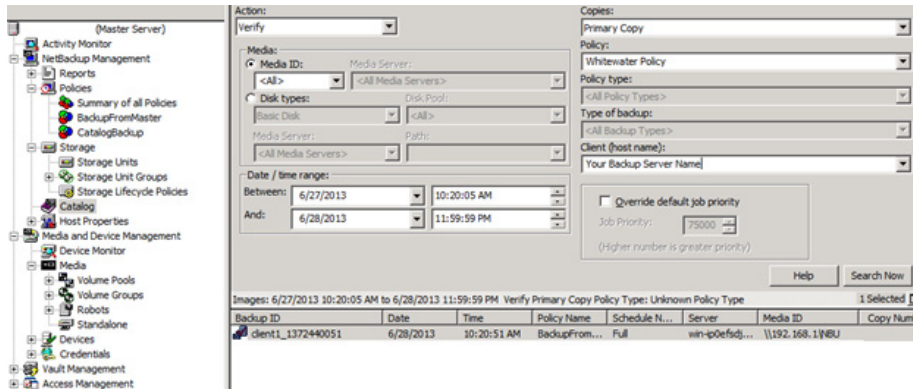 (Master Server)
Activity Monitor
NetBackup Management
Reports
Policies
Summary of all Policies
BackupFromMaster
CatalogBackup
Storage
Storage Units
Storage Unit Groups
Storage Lifecycle Policies
Catalog
Host Properties
Media and Device Management
Device Monitor
Media
Volume Pools
Volume Groups
Robots
Standalone
Devices
Credentials
Vault Management
Access Management
Action:
Verify
Media:
Media ID: Media Server:
<All> <All Media Servers>
Disk types: Disk Pool:
Basic Disk <All>
Media Server: Path:
<All Media Servers>
Date / time range:
Between: 6/27/2013 10:20:05 AM
And: 6/28/2013 11:59:59 PM
Copies:
Primary Copy
Policy:
Whitewater Policy
Policy type:
<All Policy Types>
Type of backup:
<All Backup Types>
Client (host name):
Your Backup Server Name
Override default job priority
Job Priority: 75000
(Higher number is greater priority)
Help Search Now
Images: 6/27/2013 10:20:05 AM to 6/28/2013 11:59:59 PM Verify Primary Copy Policy Type: Unknown Policy Type 1 Selected
Backup ID Date Time Policy Name Schedule N... Server Media ID Copy Num
client1_1372440051 6/28/2013 10:20:51 AM BackupFrom... Full win-ip0efsdj... \\192.168.1\NBU